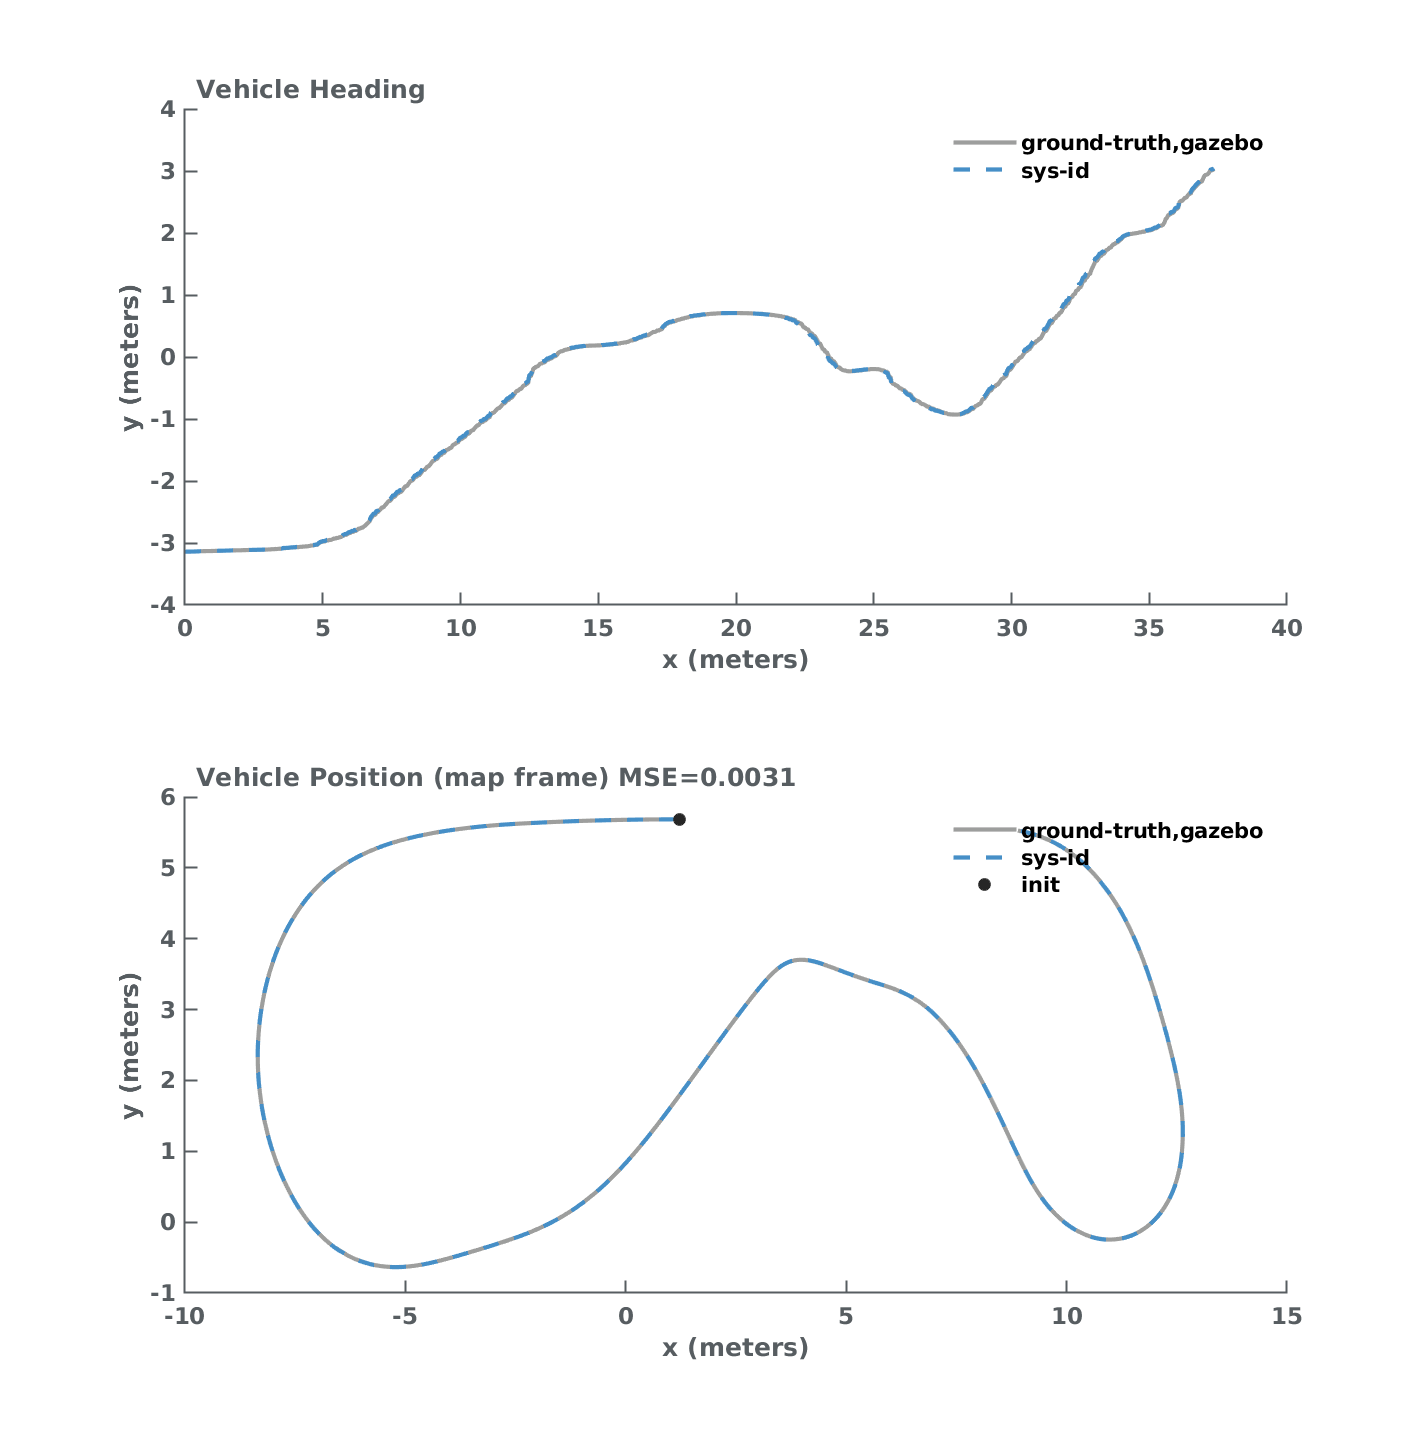 Vehicle Heading
4
3
2
1
0
-1
-2
-3
-4
y (meters)
ground-truth,gazebo
sys-id
0 5 10 15 20 25 30 35 40
x (meters)
Vehicle Position (map frame) MSE=0.0031
6
5
4
3
2
1
0
-1
y (meters)
ground-truth,gazebo
sys-id
init
-10 -5 0 5 10 15
x (meters)